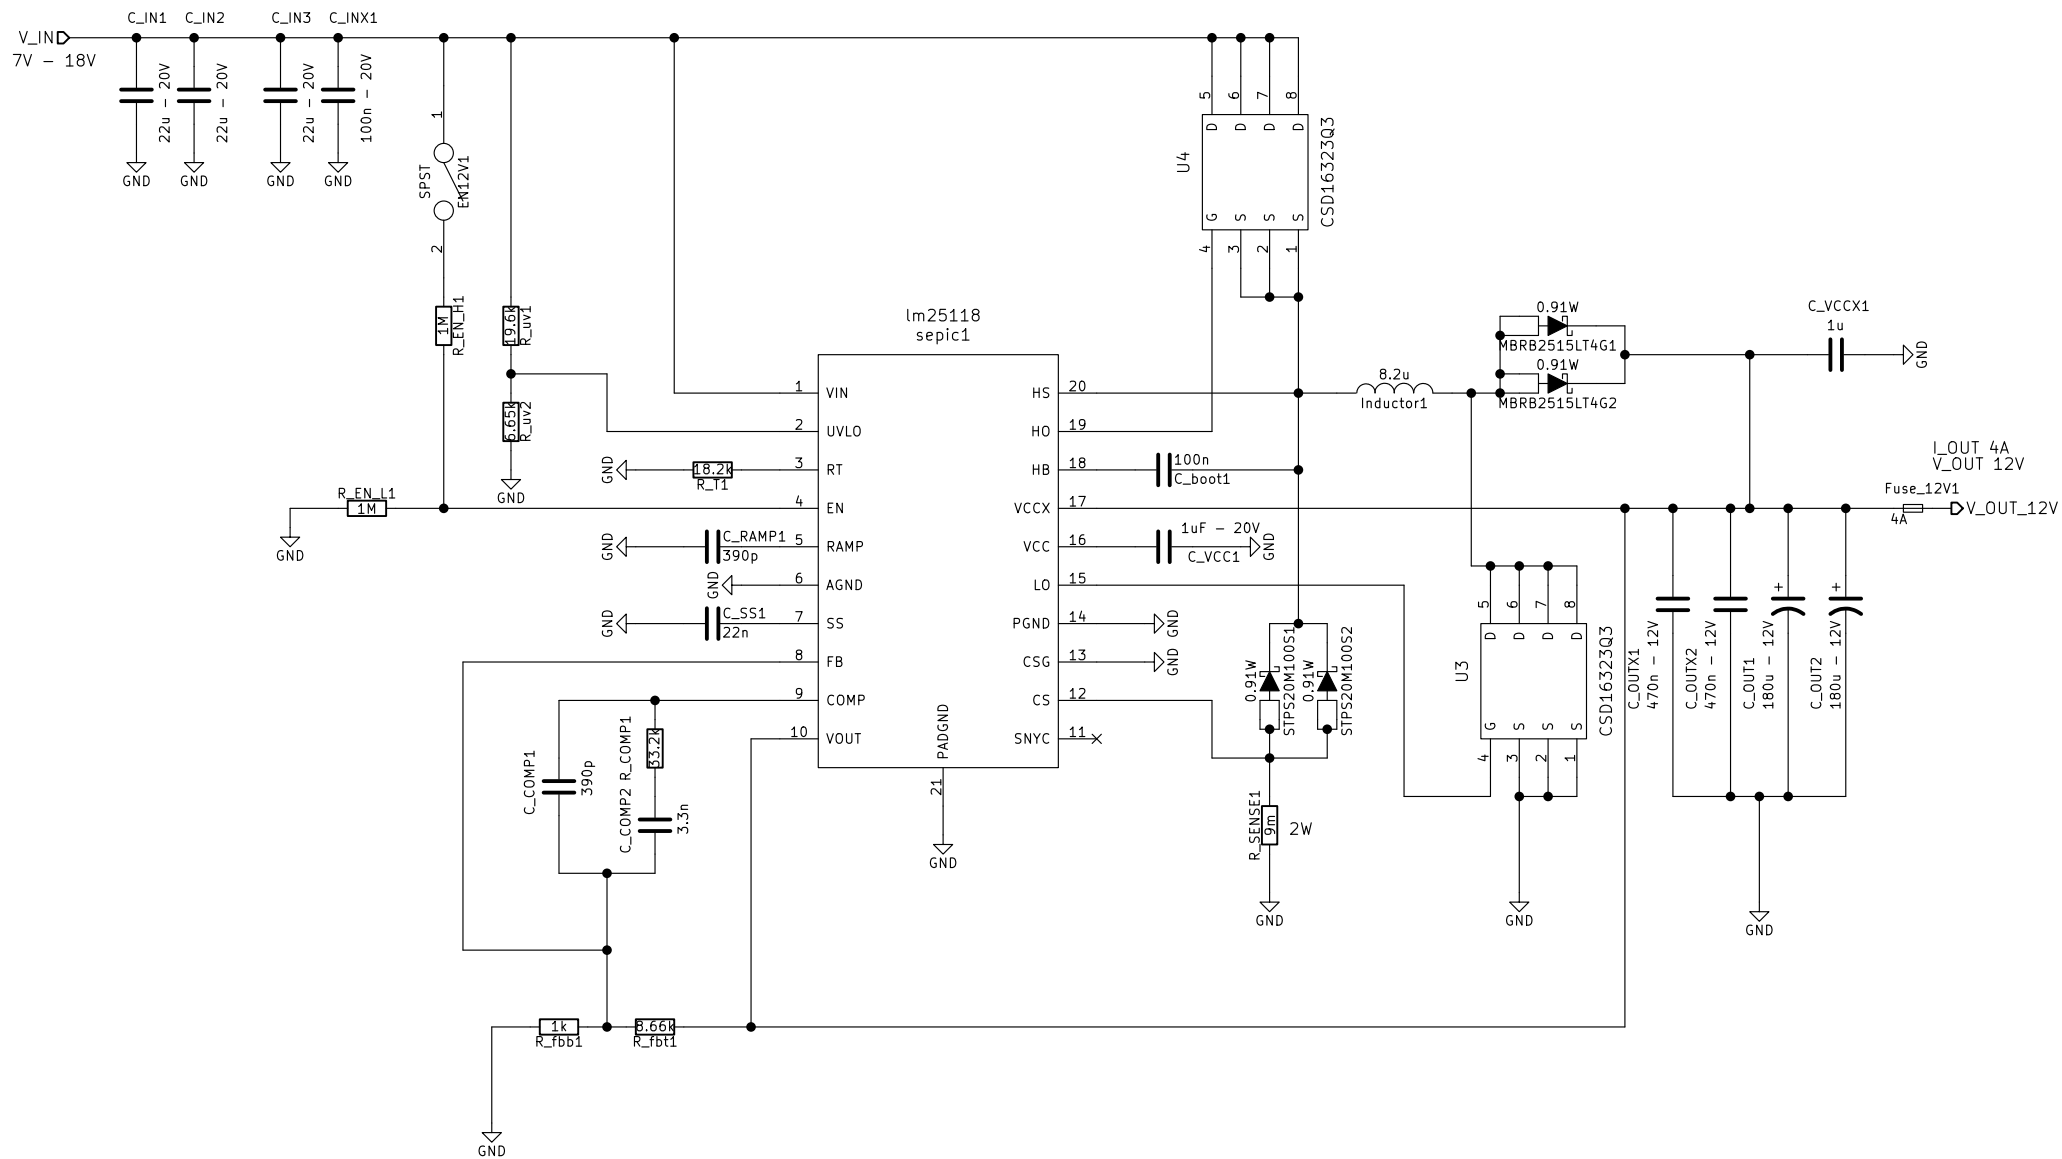 C_IN1
C_IN2
C_IN3
C_INX1
V_IN
7V - 18V
22u - 20V
22u - 20V
22u - 20V
100n - 20V
GND
GND
GND
GND
1
SPST
EN12V1
2
1M
R_EN_H1
19.6k
R_uv1
6.65k
R_uv2
GND
R_EN_L1
1M
GND
GND
18.2k
R_T1
GND
C_RAMP1
390p
GND
GND
C_SS1
22n
lm25118
sepic1
1 VIN
2 UVLO
3 RT
4 EN
5 RAMP
6 AGND
7 SS
8 FB
9 COMP
10 VOUT
HS 20
HO 19
HB 18
VCCX 17
VCC 16
LO 15
PGND 14
CSG 13
CS 12
SNYC 11
PADGND
21
GND
C_COMP1
390p
R_COMP1
33.2k
C_COMP2
3.3n
1k
R_fbb1
8.66k
R_fbt1
GND
5 6 7 8
D D D D
U4
CSD16323Q3
G S S S
4 3 2 1
100n
C_boot1
1uF - 20V
C_VCC1
GND
GND
GND
8.2u
Inductor1
0.91W
MBRB2515LT4G1
0.91W
MBRB2515LT4G2
C_VCCX1
1u
GND
0.91W
STPS20M100S1
0.91W
STPS20M100S2
R_SENSE1
9m
2W
GND
5 6 7 8
D D D D
U3
CSD16323Q3
G S S S
4 3 2 1
GND
I_OUT 4A
V_OUT 12V
Fuse_12V1
4A
V_OUT_12V
C_OUTX1
470n - 12V
C_OUTX2
470n - 12V
+
C_OUT1
180u - 12V
+
C_OUT2
180u - 12V
GND